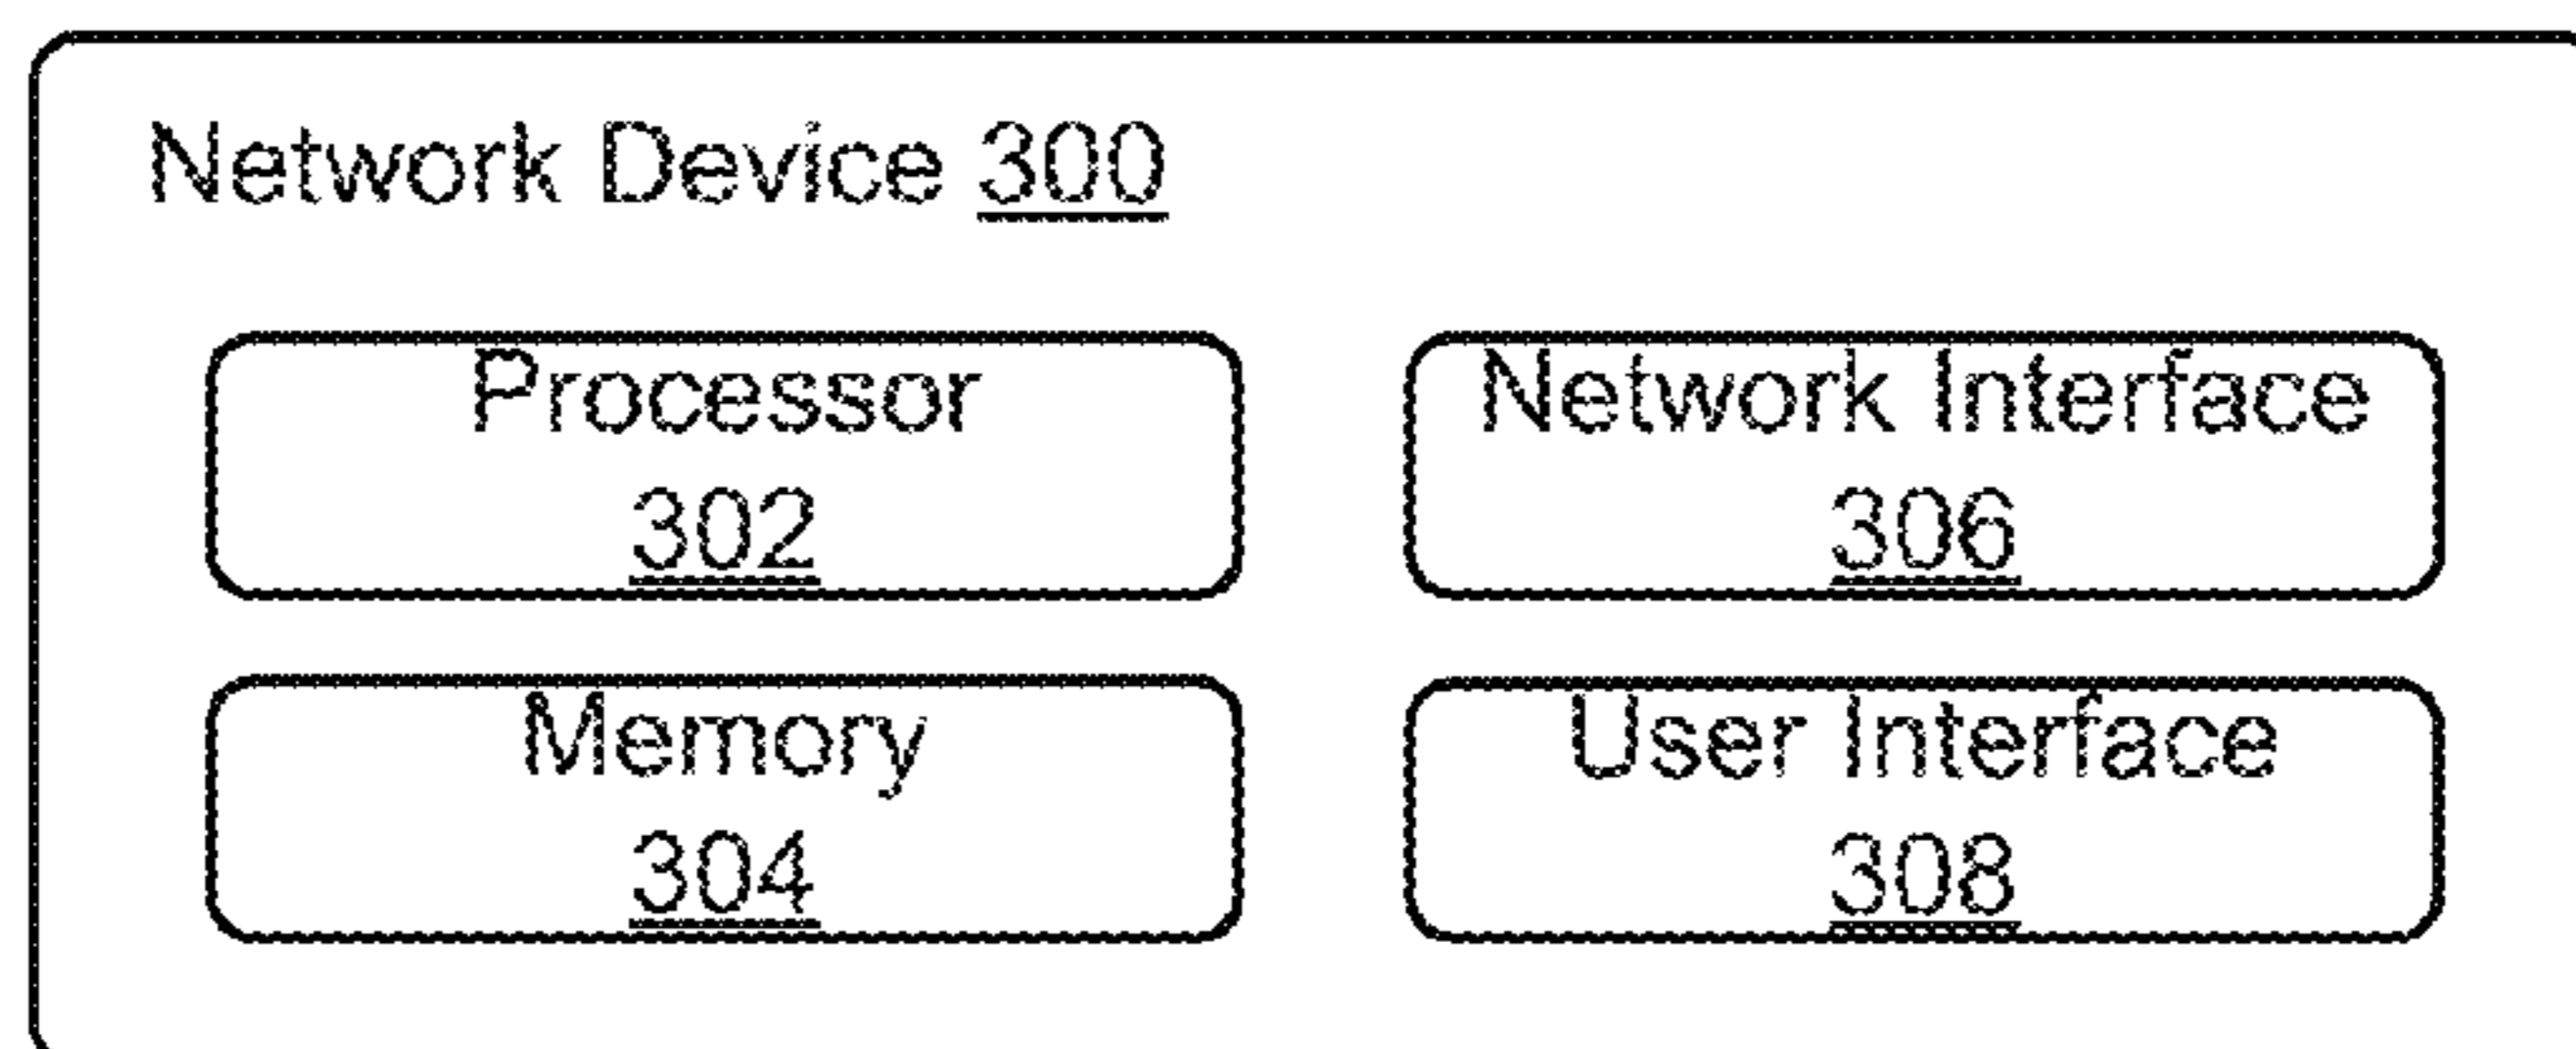 Network Device 300
Processor
302
Network Interface
306
Memory
304
User Interface
308